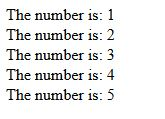 The number is: 1
The number is: 2
The number is: 3
The number is: 4
The number is: 5